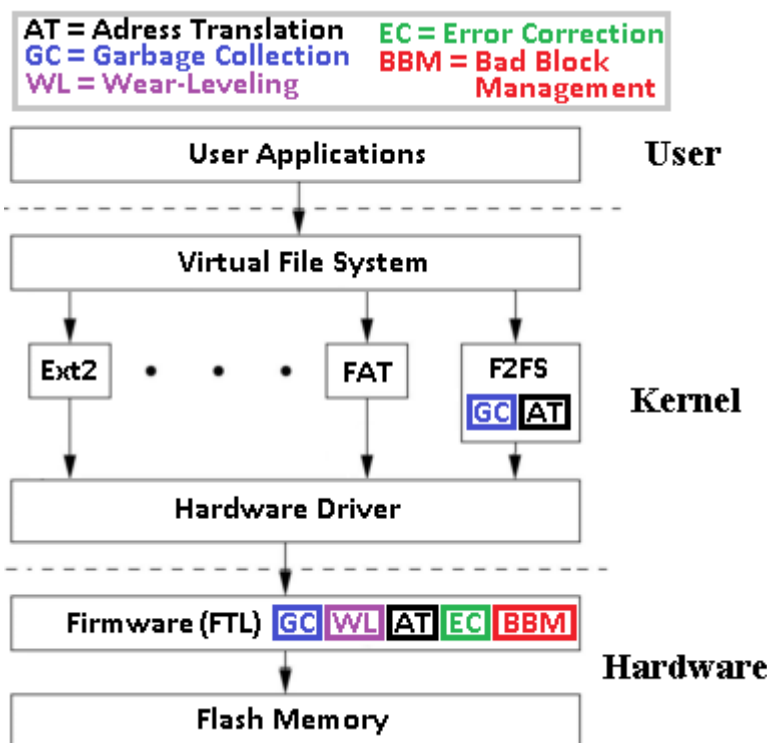 AT = Adress Translation
GC = Garbage Collection
WL = Wear-Leveling
EC = Error Correction
BBM = Bad Block
Management
User Applications
User
Virtual File System
Ext2
FAT
F2FS
GC AT
Kernel
Hardware Driver
Firmware (FTL) GC WL AT EC BBM
Hardware
Flash Memory